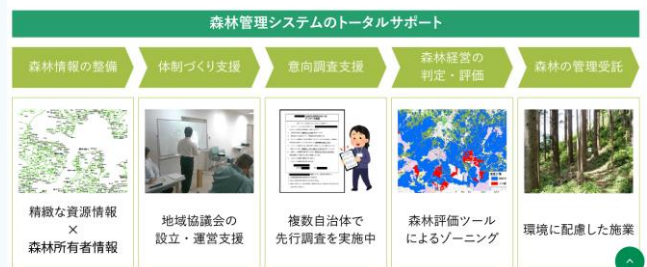 森林管理システムのトータルサポート
森林情報の整備
体制づくり支援
意向調査支援
森林経営の
判定・評価
森林の管理受託
精緻な資源情報
×
森林所有者情報
地域協議会の
設立・運営支援
複数自治体で
先行調査を実施中
森林評価ツール
によるゾーニング
環境に配慮した施業